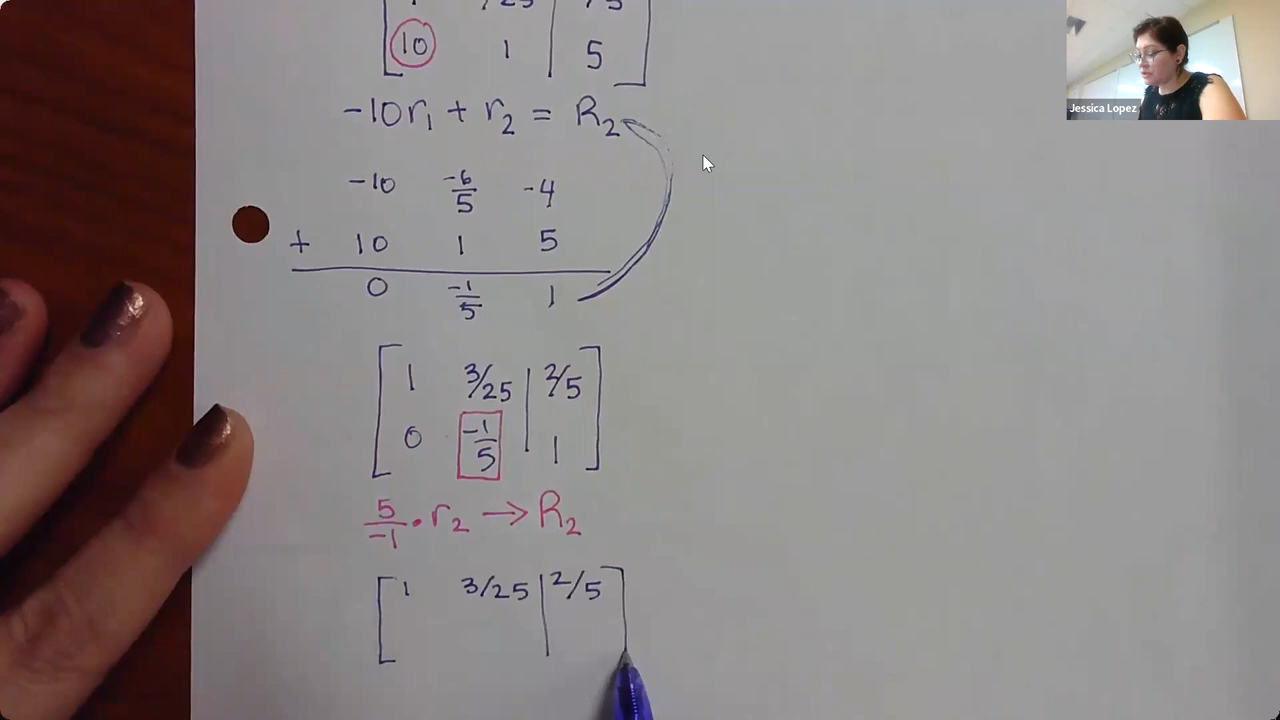 10 1 | 5
Jessica Lopez
-10r₁ + r₂ = R₂
-10 -6/5 -4
+ 10 1 5
0 -1/5 1
1 3/25 | 2/5
0 -1/5 | 1
5/-1 • r₂ → R₂
1 3/25 | 2/5